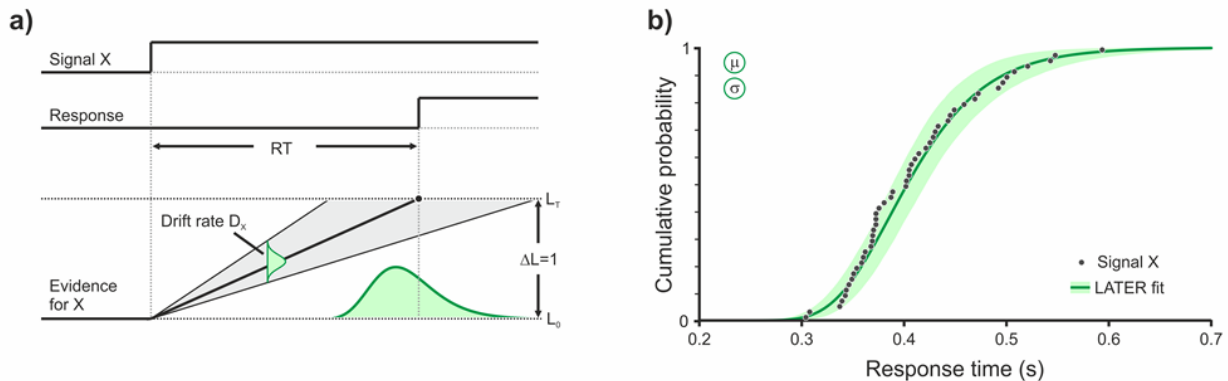 a)
Signal X
Response
RT
Drift rate Dₓ
Evidence
for X
L_T
ΔL=1
L₀
b)
Cumulative probability
1
0
μ
σ
Signal X
LATER fit
0.2 0.3 0.4 0.5 0.6 0.7
Response time (s)